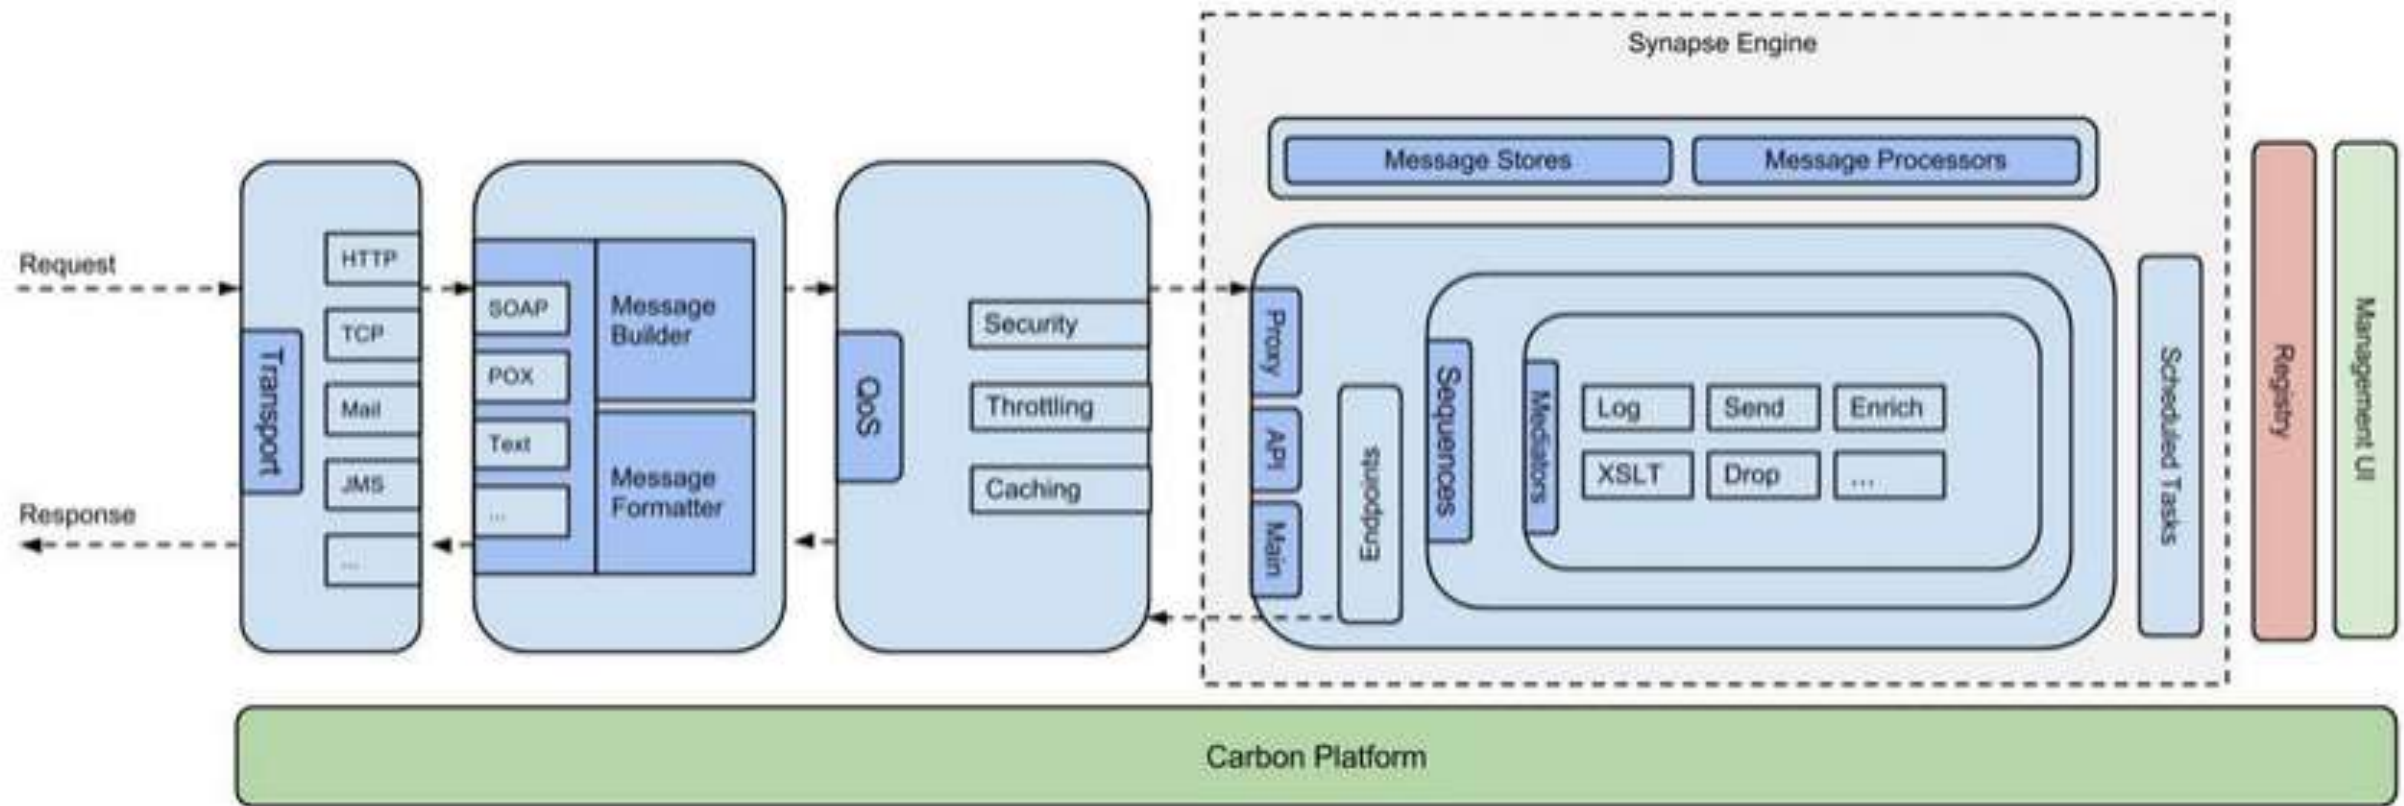 Synapse Engine
Message Stores
Message Processors
Request
Response
Transport
HTTP
TCP
Mail
JMS
...
SOAP
POX
Text
...
Message
Builder
Message
Formatter
QoS
Security
Throttling
Caching
Proxy
API
Main
Endpoints
Sequences
Mediators
Log
Send
Enrich
XSLT
Drop
...
Scheduled Tasks
Registry
Management UI
Carbon Platform